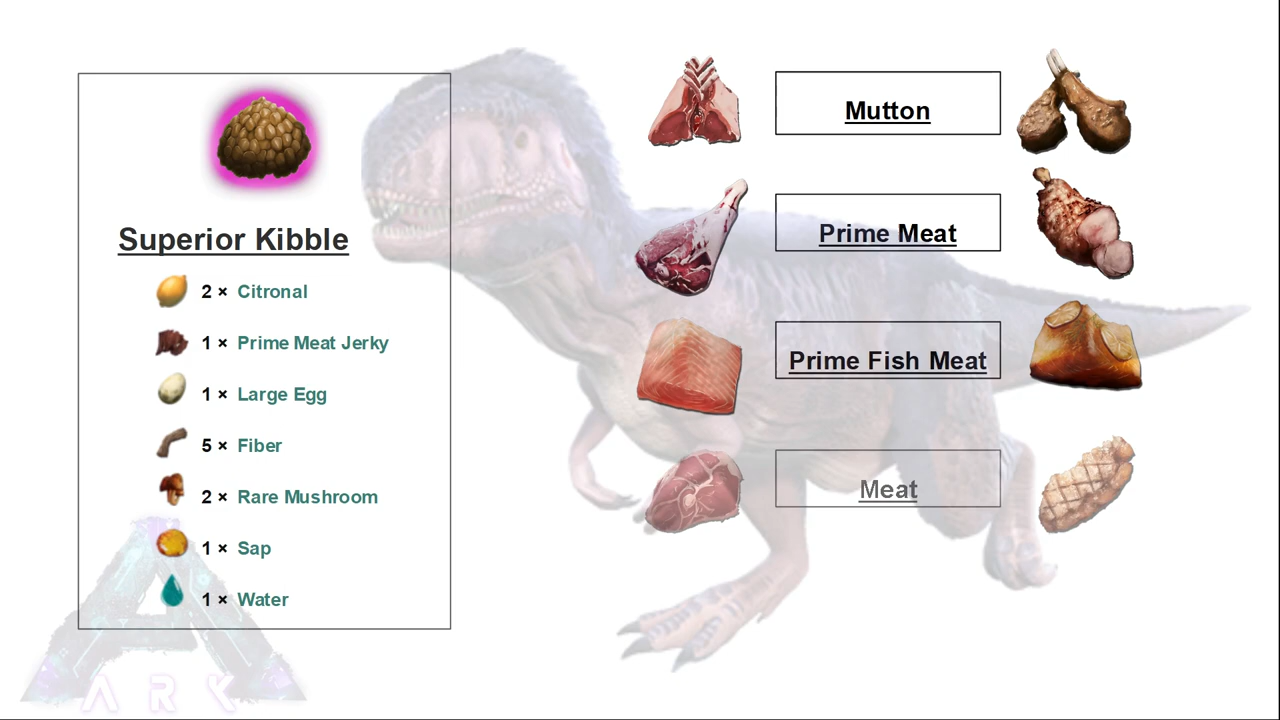 Superior Kibble
2 × Citronal
1 × Prime Meat Jerky
1 × Large Egg
5 × Fiber
2 × Rare Mushroom
1 × Sap
1 × Water
ARK
Mutton
Prime Meat
Prime Fish Meat
Meat